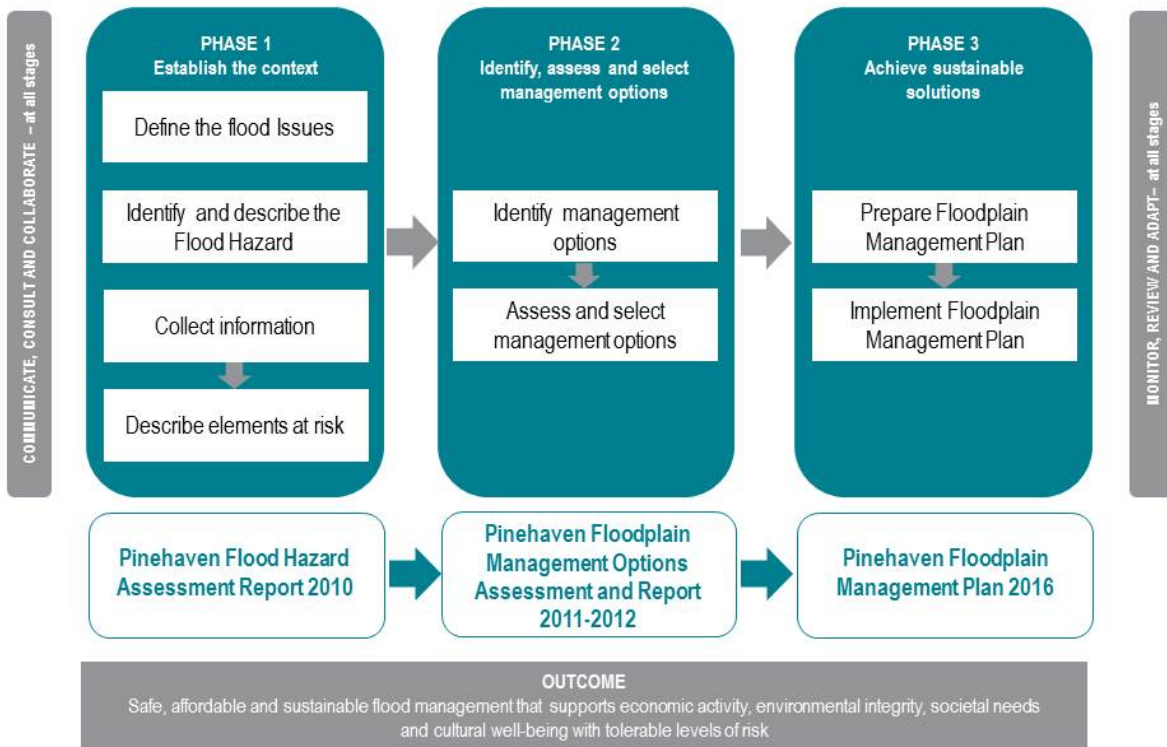 COMMUNICATE, CONSULT AND COLLABORATE – at all stages
PHASE 1
Establish the context
Define the flood Issues
Identify and describe the
Flood Hazard
Collect information
Describe elements at risk
PHASE 2
Identify, assess and select
management options
Identify management
options
Assess and select
management options
PHASE 3
Achieve sustainable
solutions
Prepare Floodplain
Management Plan
Implement Floodplain
Management Plan
MONITOR, REVIEW AND ADAPT– at all stages
Pinehaven Flood Hazard
Assessment Report 2010
Pinehaven Floodplain
Management Options
Assessment and Report
2011-2012
Pinehaven Floodplain
Management Plan 2016
OUTCOME
Safe, affordable and sustainable flood management that supports economic activity, environmental integrity, societal needs
and cultural well-being with tolerable levels of risk